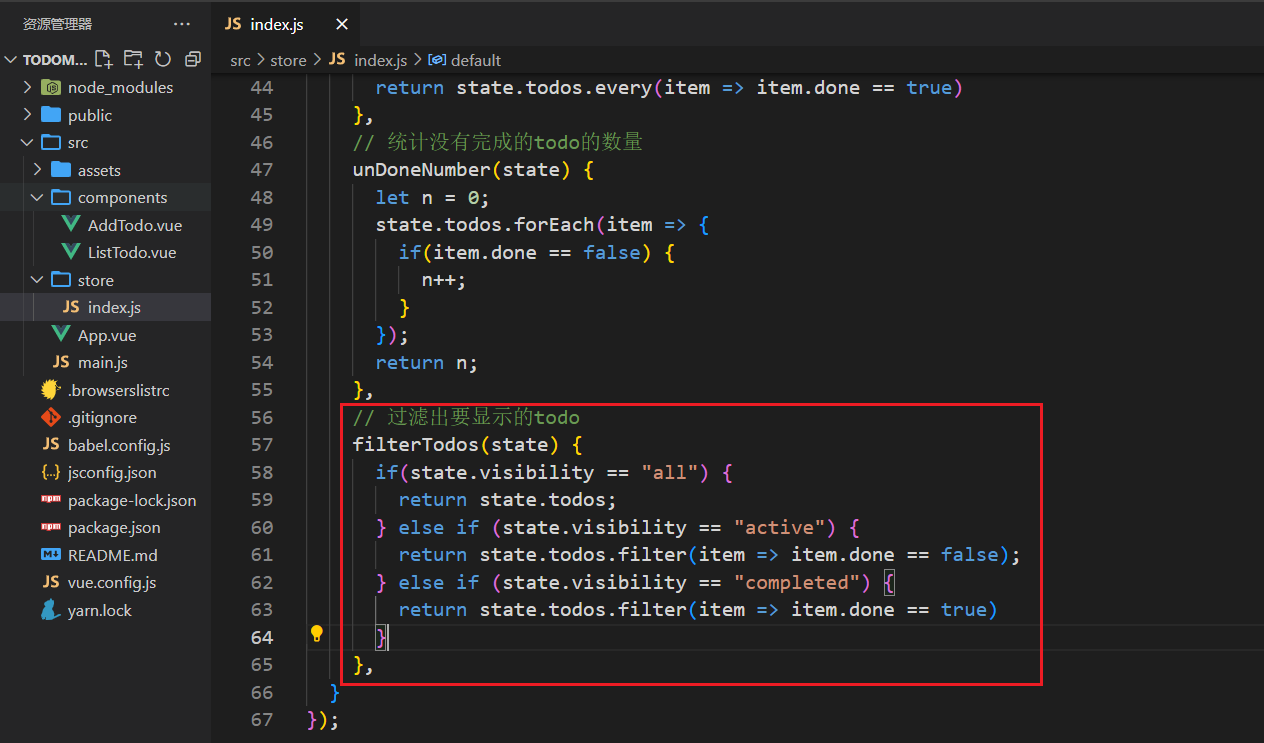 资源管理器 ···
TODOM...
node_modules
public
src
assets
components
AddTodo.vue
ListTodo.vue
store
JS index.js
App.vue
JS main.js
.browserslistrc
.gitignore
JS babel.config.js
{..} jsconfig.json
npm package-lock.json
npm package.json
M↓ README.md
JS vue.config.js
yarn.lock
JS index.js ×
src > store > JS index.js > default
44 return state.todos.every(item => item.done == true)
45 },
46 // 统计没有完成的todo的数量
47 unDoneNumber(state) {
48 let n = 0;
49 state.todos.forEach(item => {
50 if(item.done == false) {
51 n++;
52 }
53 });
54 return n;
55 },
56 // 过滤出要显示的todo
57 filterTodos(state) {
58 if(state.visibility == "all") {
59 return state.todos;
60 } else if (state.visibility == "active") {
61 return state.todos.filter(item => item.done == false);
62 } else if (state.visibility == "completed") {
63 return state.todos.filter(item => item.done == true)
64 }
65 },
66 }
67 });